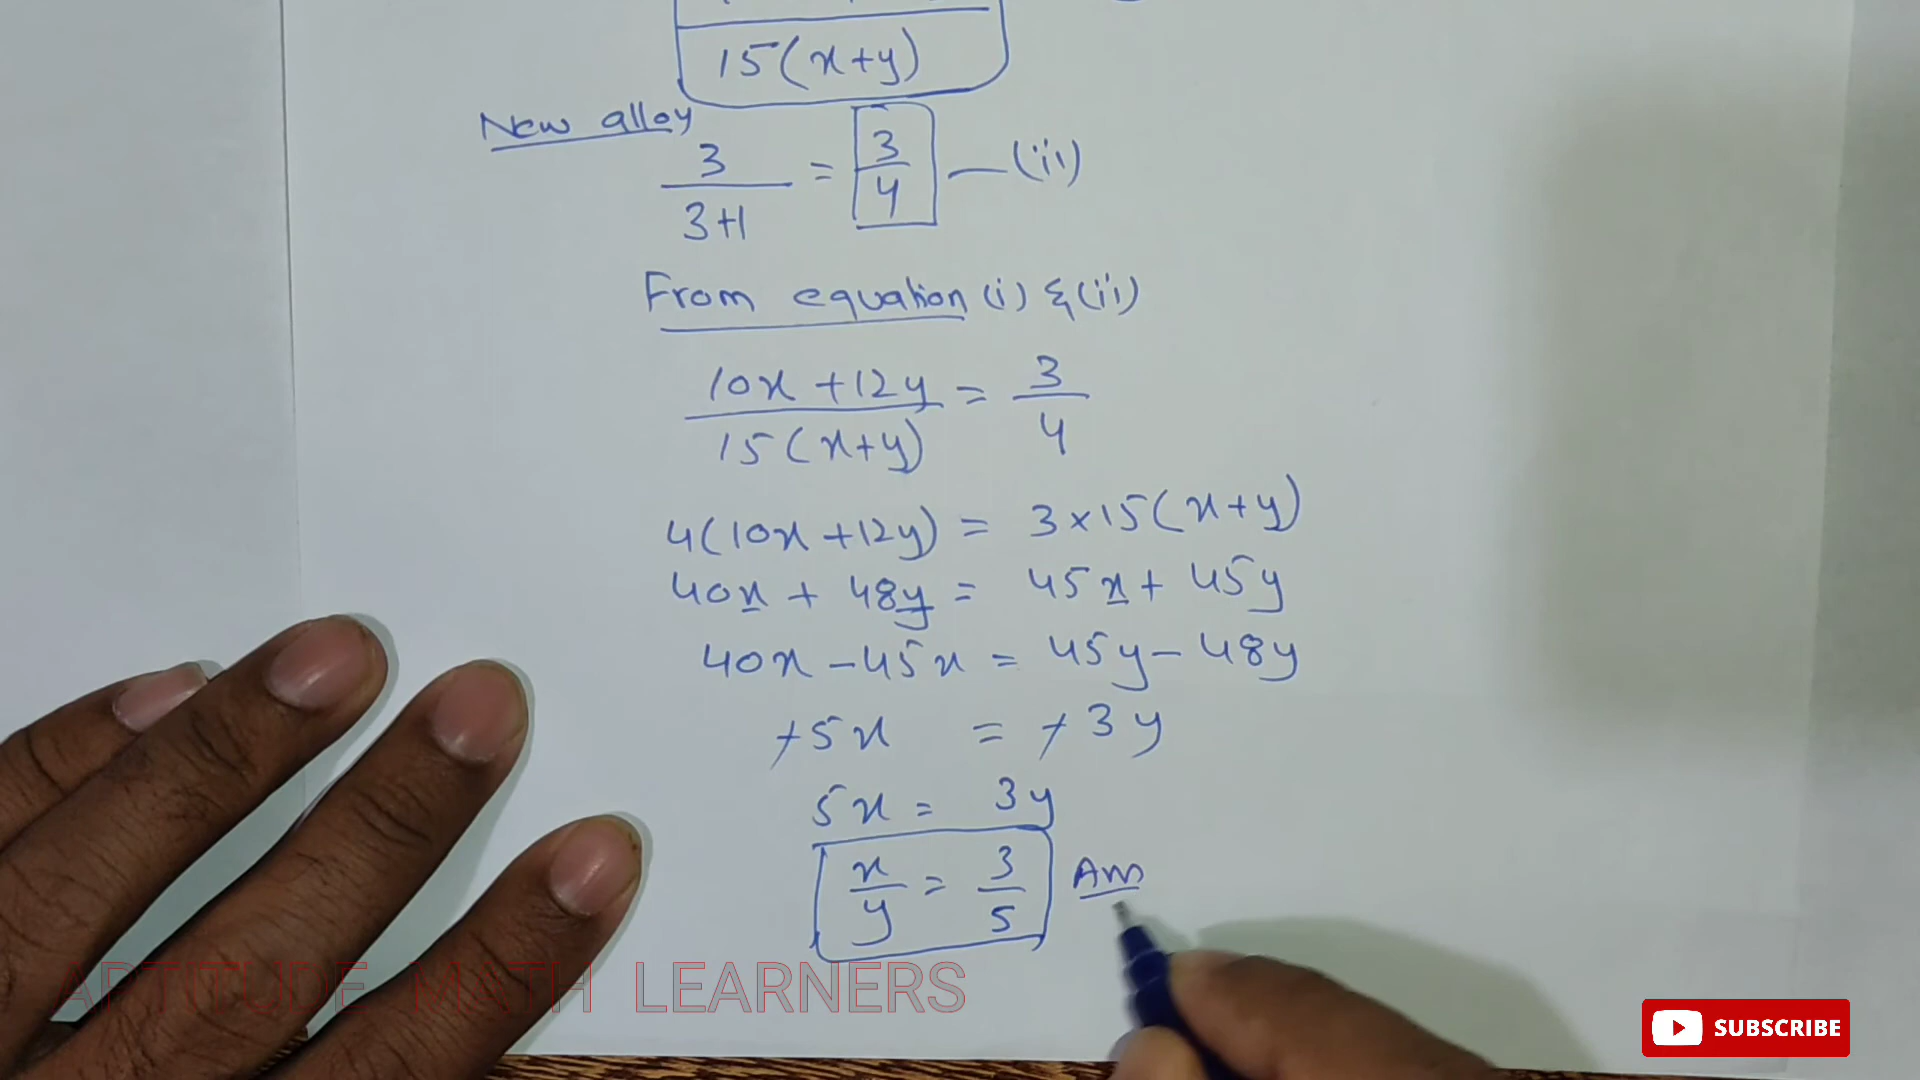 15(x+y)
New alloy
3/(3+1) = 3/4 —(ii)
From equation (i) & (ii)
(10x+12y)/(15(x+y)) = 3/4
4(10x+12y) = 3×15(x+y)
40x + 48y = 45x + 45y
40x - 45x = 45y - 48y
+5x = +3y
5x = 3y
x/y = 3/5 Ans
APTITUDE MATH LEARNERS
SUBSCRIBE